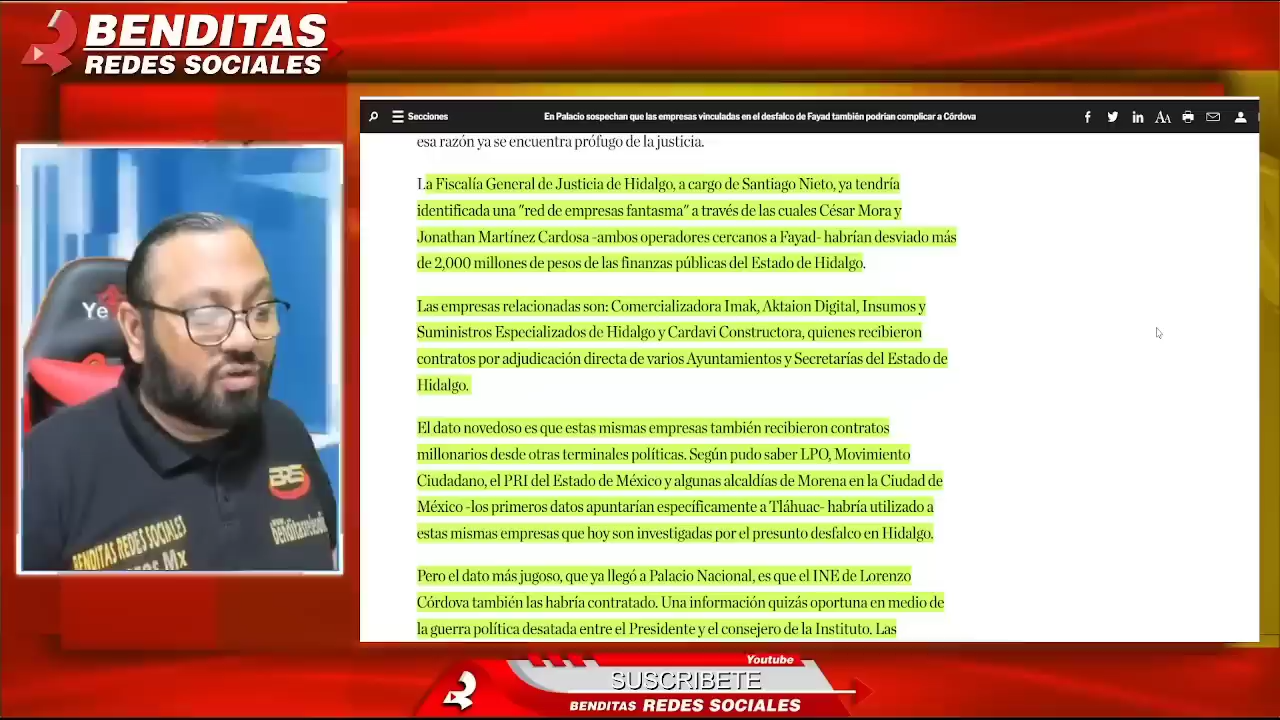 BENDITAS
REDES SOCIALES
Secciones
En Palacio sospechan que las empresas vinculadas en el desfalco de Fayad también podrían complicar a Córdova
esa razón ya se encuentra prófugo de la justicia.
La Fiscalía General de Justicia de Hidalgo, a cargo de Santiago Nieto, ya tendría
identificada una "red de empresas fantasma" a través de las cuales César Mora y
Jonathan Martínez Cardosa -ambos operadores cercanos a Fayad- habrían desviado más
de 2,000 millones de pesos de las finanzas públicas del Estado de Hidalgo.
Las empresas relacionadas son: Comercializadora Imak, Aktaion Digital, Insumos y
Suministros Especializados de Hidalgo y Cardavi Constructora, quienes recibieron
contratos por adjudicación directa de varios Ayuntamientos y Secretarías del Estado de
Hidalgo.
El dato novedoso es que estas mismas empresas también recibieron contratos
millonarios desde otras terminales políticas. Según pudo saber LPO, Movimiento
Ciudadano, el PRI del Estado de México y algunas alcaldías de Morena en la Ciudad de
México -los primeros datos apuntarían específicamente a Tláhuac- habría utilizado a
estas mismas empresas que hoy son investigadas por el presunto desfalco en Hidalgo.
Pero el dato más jugoso, que ya llegó a Palacio Nacional, es que el INE de Lorenzo
Córdova también las habría contratado. Una información quizás oportuna en medio de
la guerra política desatada entre el Presidente y el consejero de la Instituto. Las
Ye
BRS
BENDITAS REDES SOCIALES
Youtube
SUSCRIBETE
BENDITAS REDES SOCIALES